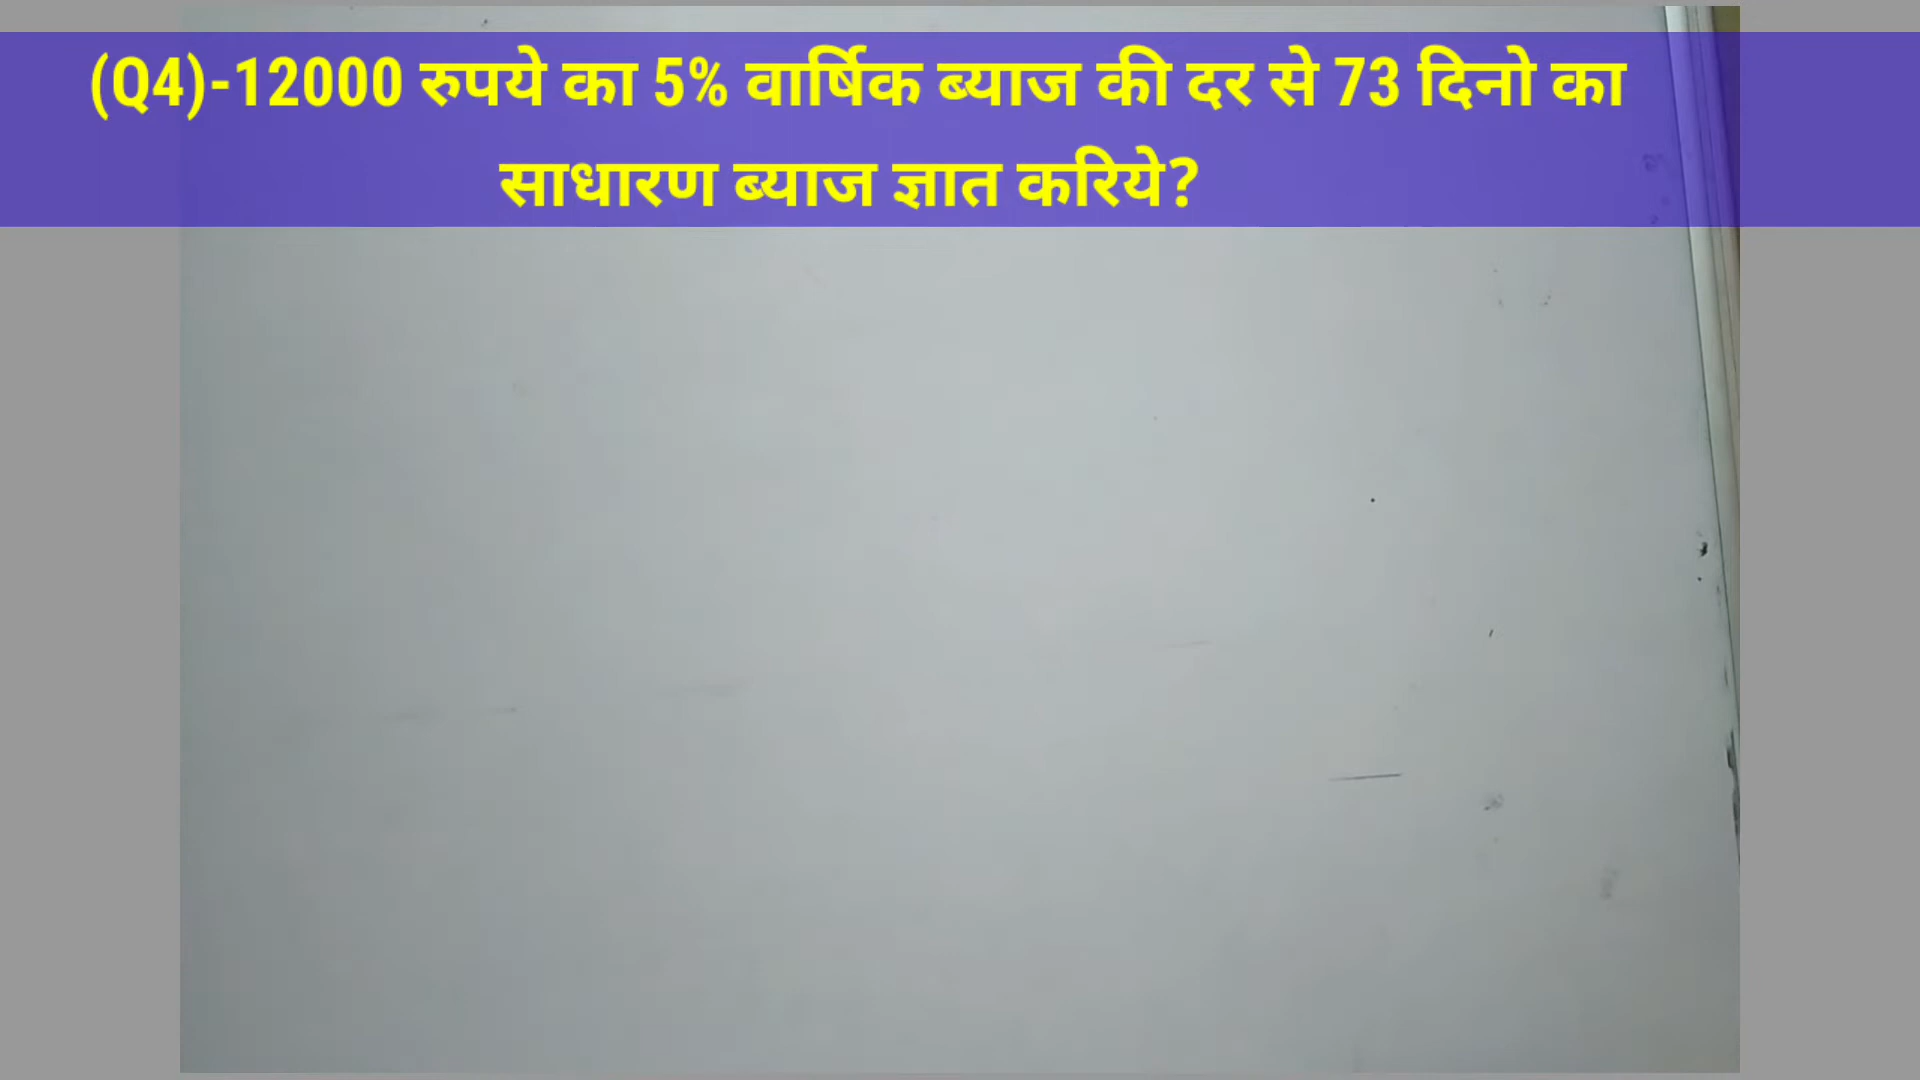 (Q4)-12000 रुपये का 5% वार्षिक ब्याज की दर से 73 दिनो का
साधारण ब्याज ज्ञात करिये?